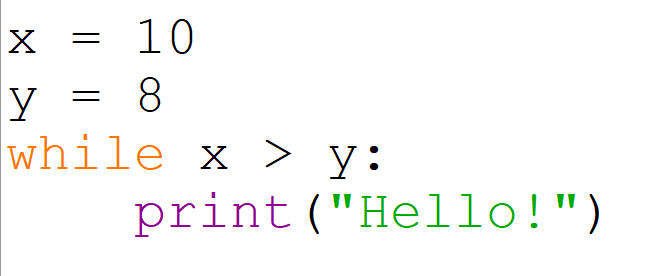 x = 10
y = 8
while x > y:
    print("Hello!")